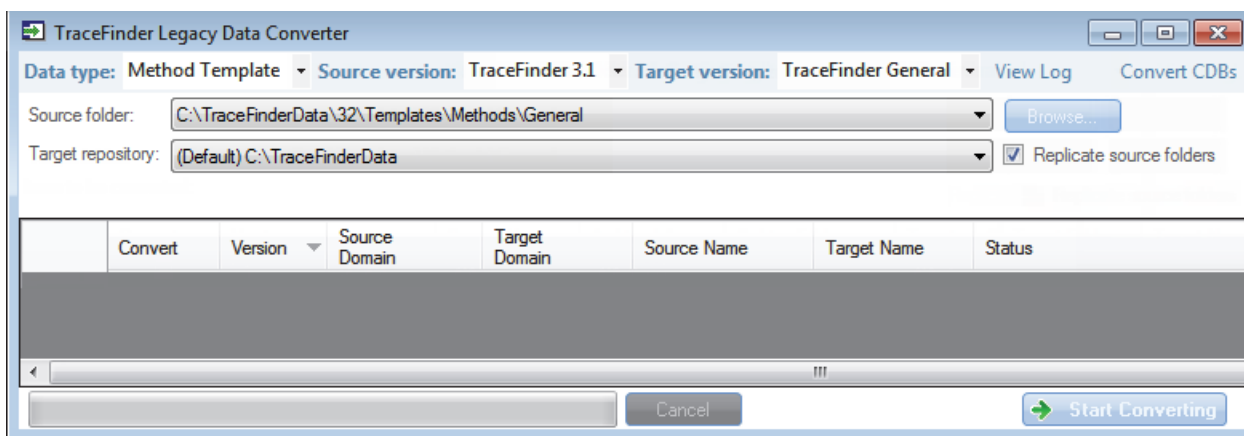 TraceFinder Legacy Data Converter
Data type: Method Template Source version: TraceFinder 3.1 Target version: TraceFinder General View Log Convert CDBs
Source folder: C:\TraceFinderData\32\Templates\Methods\General Browse...
Target repository: (Default) C:\TraceFinderData Replicate source folders
Convert Version Source Domain Target Domain Source Name Target Name Status
Cancel Start Converting